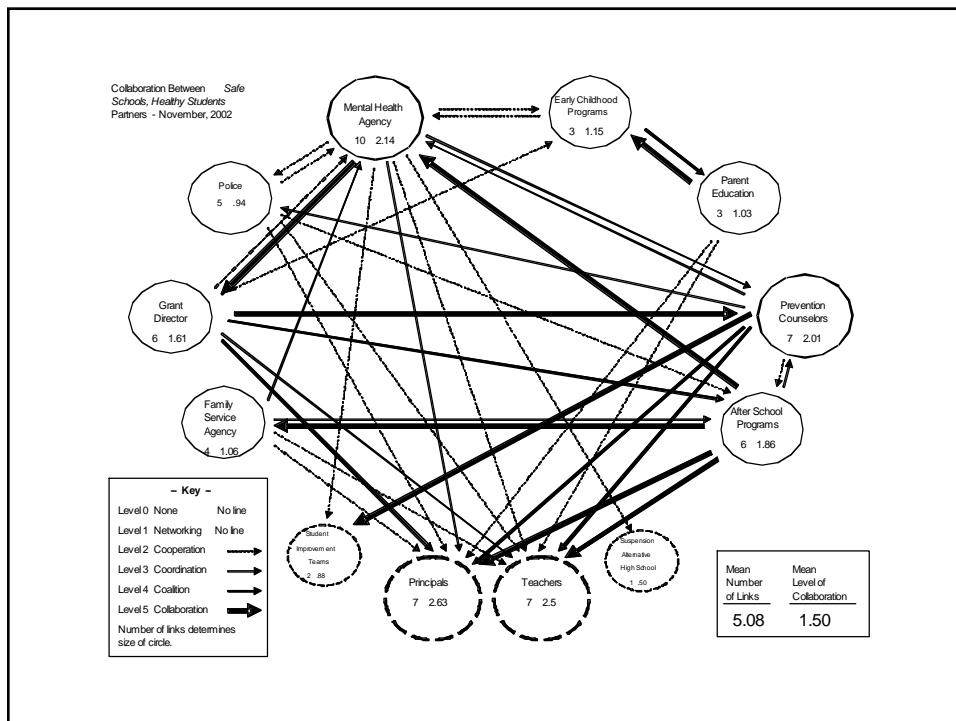 Collaboration Between Safe
Schools, Healthy Students
Partners - November, 2002
Mental Health
Agency
10 2.14
Early Childhood
Programs
3 1.15
Police
5 .94
Parent
Education
3 1.03
Grant
Director
6 1.61
Prevention
Counselors
7 2.01
Family
Service
Agency
4 1.06
After School
Programs
6 1.86
– Key –
Level 0 None No line
Level 1 Networking No line
Level 2 Cooperation
Level 3 Coordination
Level 4 Coalition
Level 5 Collaboration
Number of links determines
size of circle.
Student
Improvement
Teams
2 .88
Principals
7 2.63
Teachers
7 2.5
Suspension
Alternative
High School
1 .50
Mean Mean
Number Level of
of Links Collaboration
5.08 1.50